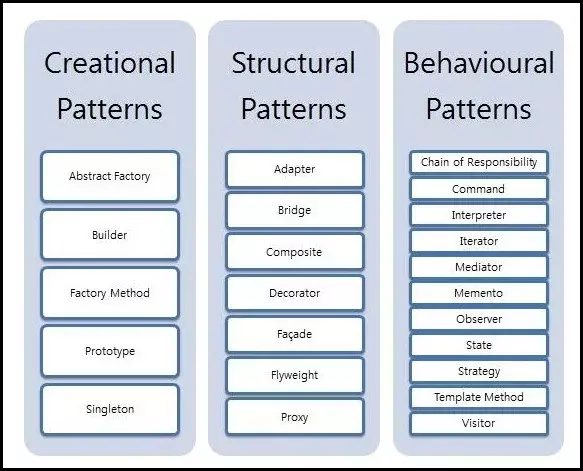 Creational
Patterns
Abstract Factory
Builder
Factory Method
Prototype
Singleton
Structural
Patterns
Adapter
Bridge
Composite
Decorator
Façade
Flyweight
Proxy
Behavioural
Patterns
Chain of Responsibility
Command
Interpreter
Iterator
Mediator
Memento
Observer
State
Strategy
Template Method
Visitor